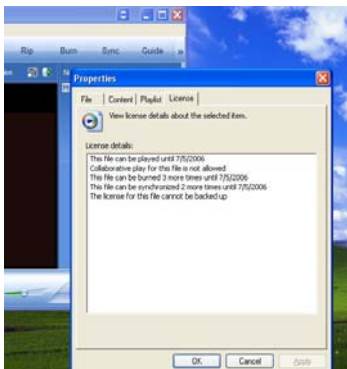 Rip Burn Sync Guide »
Properties
File Content Playlist License
View license details about the selected item.
License details:
This file can be played until 7/5/2006
Collaborative play for this file is not allowed
This file can be burned 3 more times until 7/5/2006
This file can be synchronized 2 more times until 7/5/2006
The license for this file cannot be backed up
OK Cancel Apply